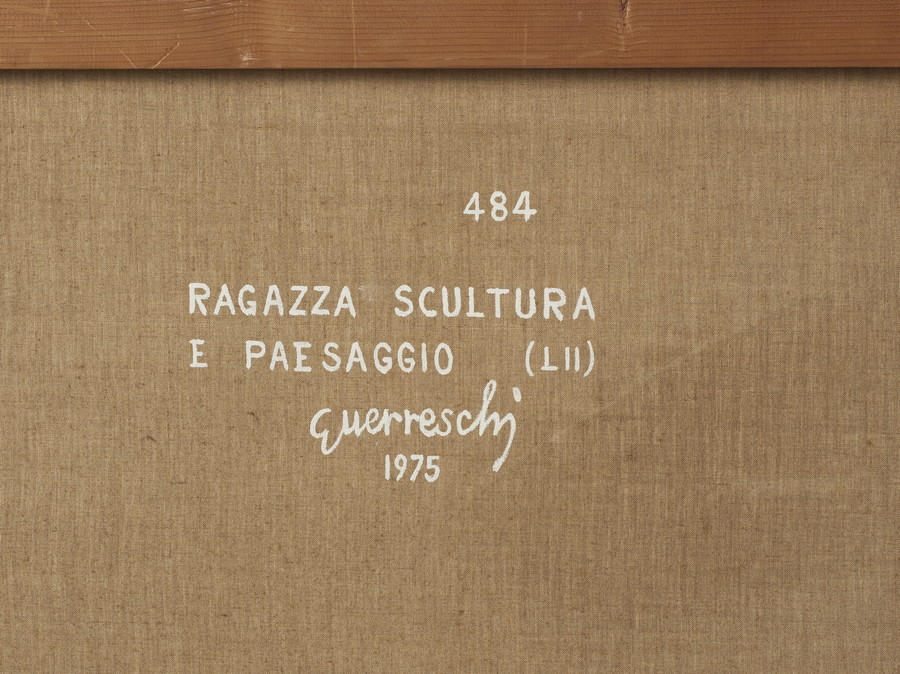 484
RAGAZZA SCULTURA
E PAESAGGIO (LII)
Guerreschi
1975